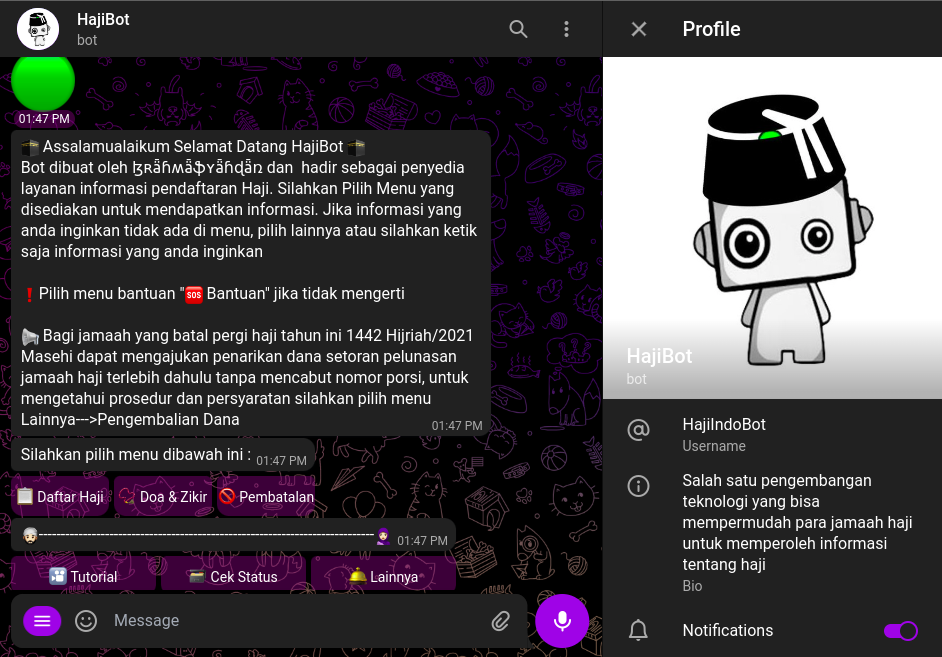 HajiBot
bot
01:47 PM
🕋 Assalamualaikum Selamat Datang HajiBot 🕋
Bot dibuat oleh dan hadir sebagai penyedia
layanan informasi pendaftaran Haji. Silahkan Pilih Menu yang
disediakan untuk mendapatkan informasi. Jika informasi yang
anda inginkan tidak ada di menu, pilih lainnya atau silahkan ketik
saja informasi yang anda inginkan
❗Pilih menu bantuan "🆘 Bantuan" jika tidak mengerti
📢 Bagi jamaah yang batal pergi haji tahun ini 1442 Hijriah/2021
Masehi dapat mengajukan penarikan dana setoran pelunasan
jamaah haji terlebih dahulu tanpa mencabut nomor porsi, untuk
mengetahui prosedur dan persyaratan silahkan pilih menu
Lainnya--->Pengembalian Dana
01:47 PM
Silahkan pilih menu dibawah ini :
01:47 PM
📋 Daftar Haji
📿 Doa & Zikir
🚫 Pembatalan
01:47 PM
🎦 Tutorial
Cek Status
🛎 Lainnya
Message
Profile
HajiBot
bot
HajiIndoBot
Username
Salah satu pengembangan
teknologi yang bisa
mempermudah para jamaah haji
untuk memperoleh informasi
tentang haji
Bio
Notifications